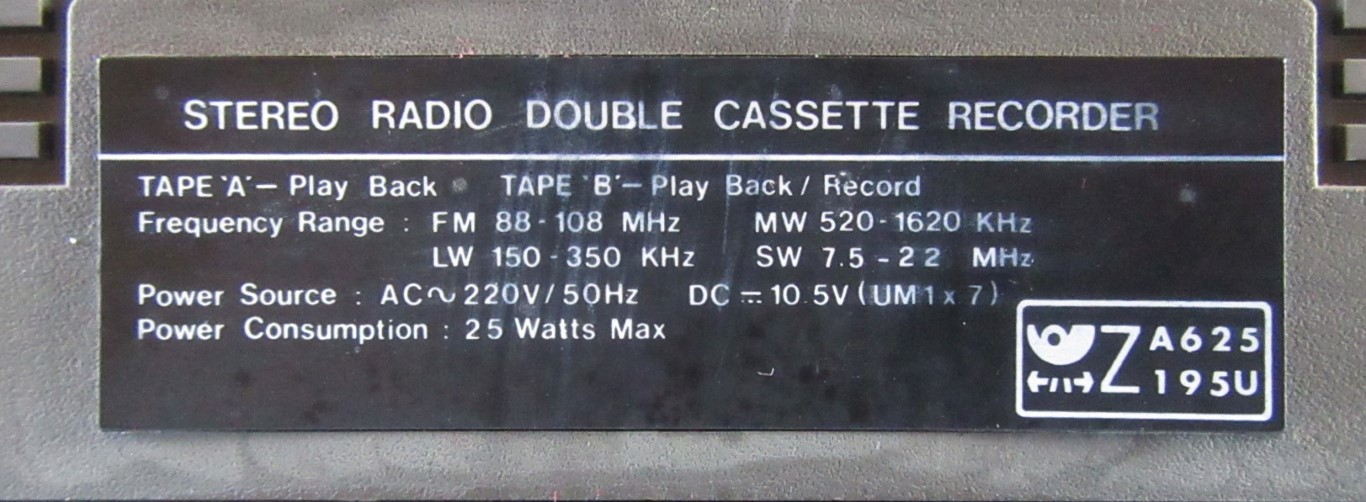 STEREO RADIO DOUBLE CASSETTE RECORDER
TAPE 'A' — Play Back TAPE 'B' — Play Back / Record
Frequency Range : FM 88 - 108 MHz MW 520 - 1620 KHz
LW 150 - 350 KHz SW 7.5 - 22 MHz
Power Source : AC ~ 220V / 50Hz DC ⎓ 10.5V (UM 1 x 7)
Power Consumption : 25 Watts Max
Z A625
195U